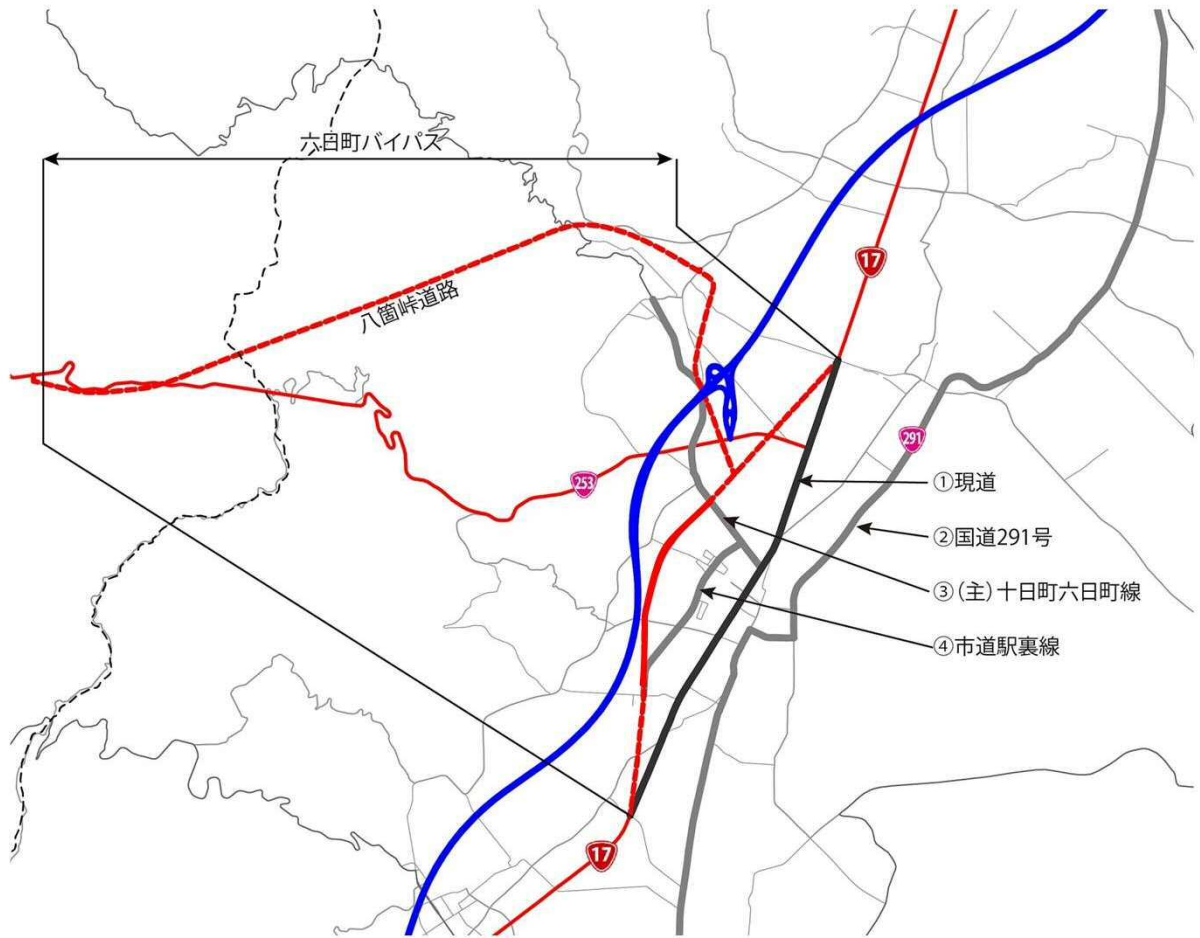 六日町バイパス
八箇峠道路
17
291
①現道
253
②国道291号
③(主)十日町六日町線
④市道駅裏線
17